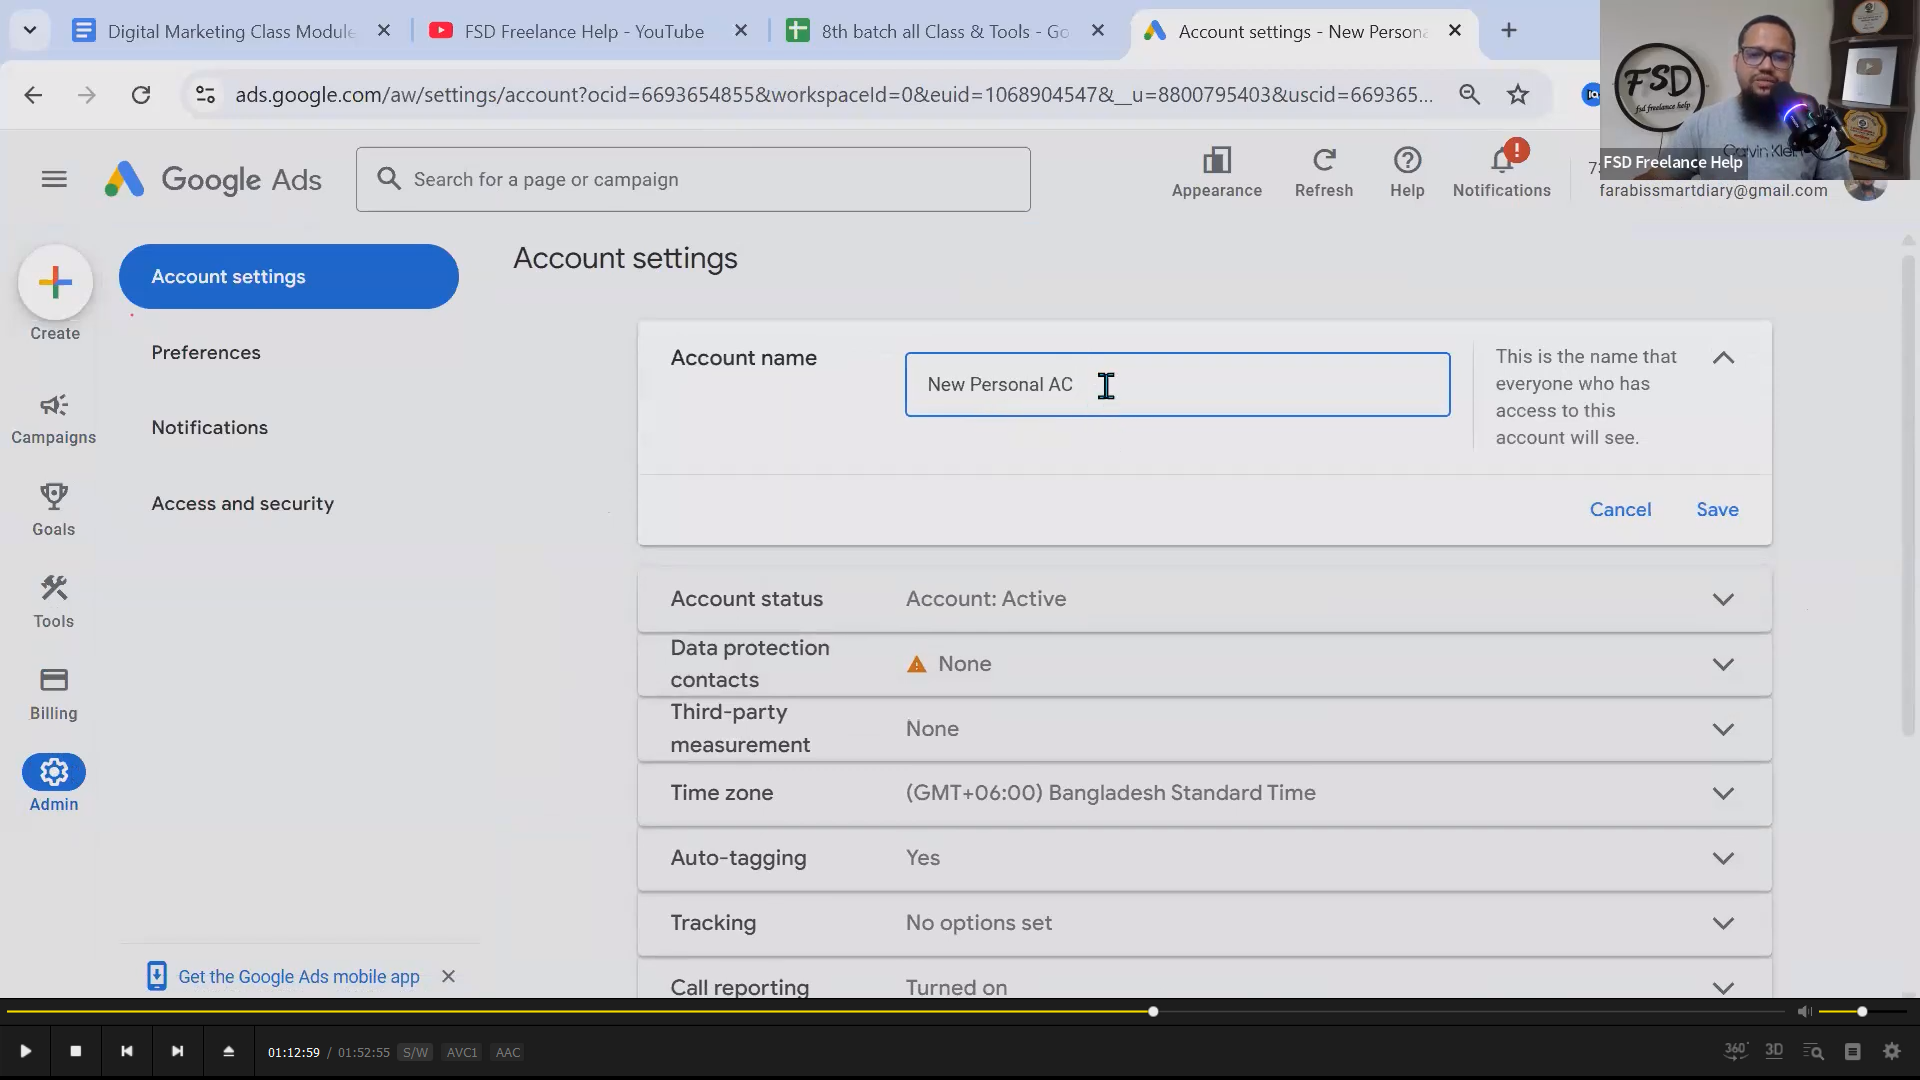 Digital Marketing Class Module
FSD Freelance Help - YouTube
8th batch all Class & Tools - Go
Account settings - New Persona
ads.google.com/aw/settings/account?ocid=6693654855&workspaceId=0&euid=1068904547&__u=8800795403&uscid=669365...
FSD
fsd freelance help
Calvin Klein
FSD Freelance Help
Google Ads
Search for a page or campaign
Appearance
Refresh
Help
Notifications
farabissmartdiary@gmail.com
Create
Campaigns
Goals
Tools
Billing
Admin
Account settings
Preferences
Notifications
Access and security
Get the Google Ads mobile app
Account settings
Account name
New Personal AC
This is the name that
everyone who has
access to this
account will see.
Cancel
Save
Account status
Account: Active
Data protection
contacts
None
Third-party
measurement
None
Time zone
(GMT+06:00) Bangladesh Standard Time
Auto-tagging
Yes
Tracking
No options set
Call reporting
Turned on
01:12:59 / 01:52:55 S/W AVC1 AAC
360°
3D